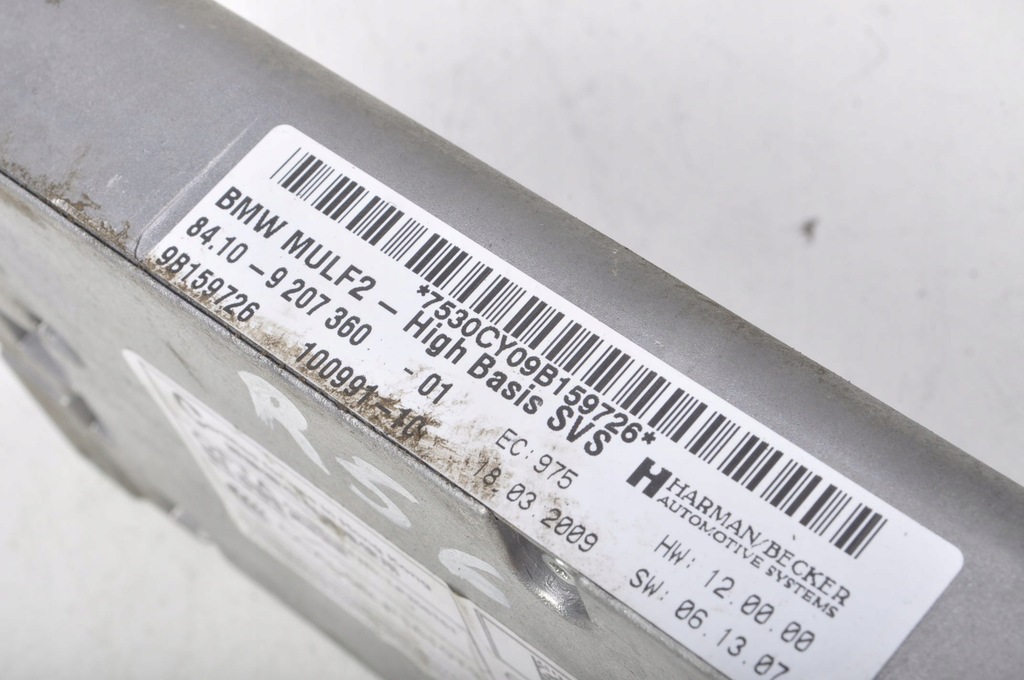 *7530CY09B159726*
BMW MULF2 – High Basis SVS
84.10 – 9 207 360 - 01 EC: 975
9B159726 100991-10 18.03.2009
HARMAN/BECKER
AUTOMOTIVE SYSTEMS
HW: 12.00.00
SW: 06.13.07
R5